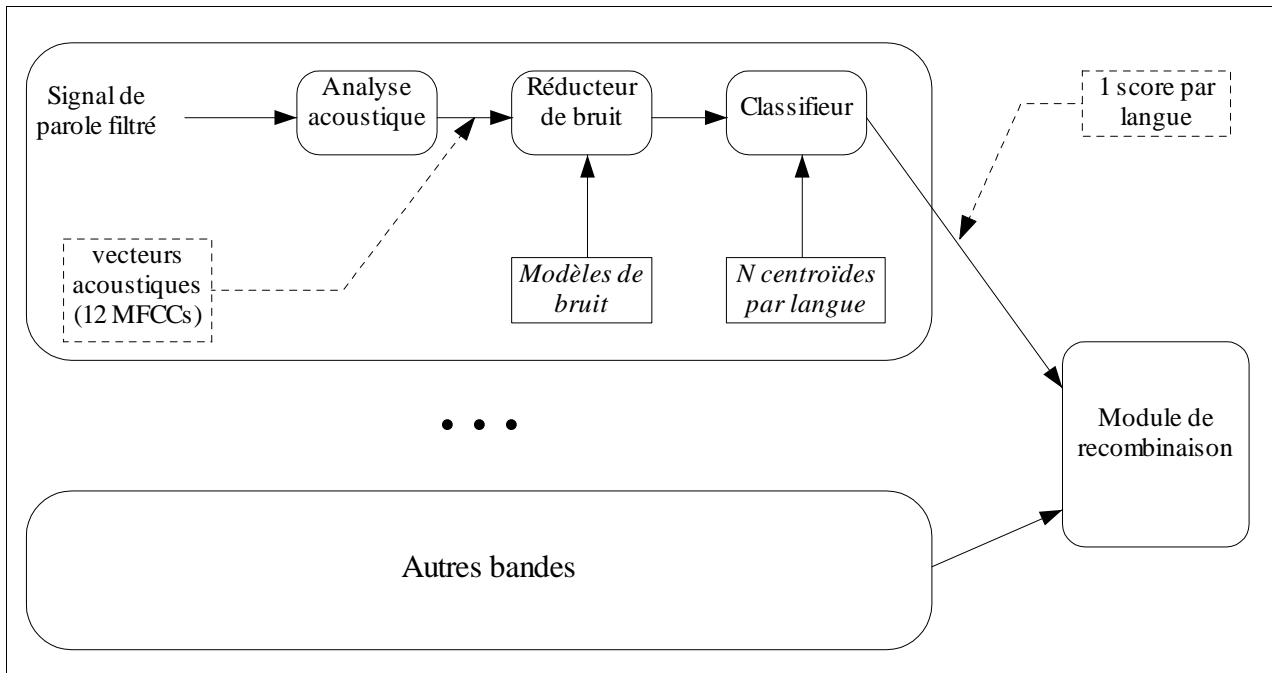 Signal de
parole filtré
Analyse
acoustique
Réducteur
de bruit
Classifieur
1 score par
langue
vecteurs
acoustiques
(12 MFCCs)
Modèles de
bruit
N centroïdes
par langue
Module de
recombinaison
Autres bandes